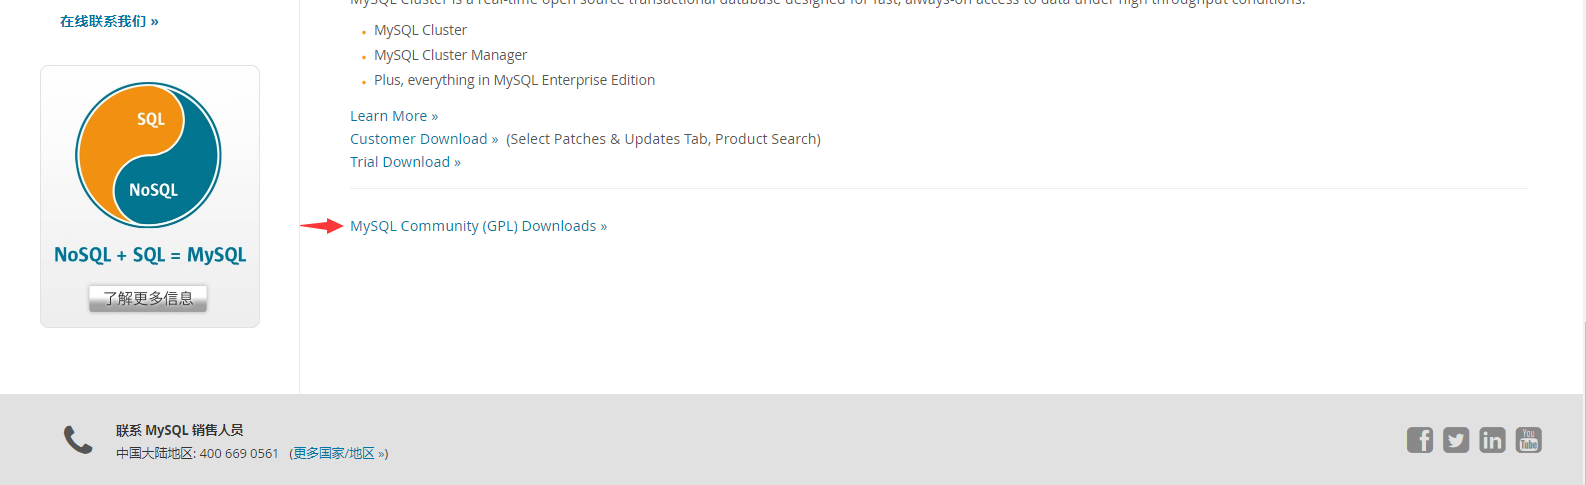 在线联系我们 »
SQL
NoSQL
NoSQL + SQL = MySQL
了解更多信息
MySQL Cluster is a real-time open source transactional database designed for fast, always-on access to data under high throughput conditions.
MySQL Cluster
MySQL Cluster Manager
Plus, everything in MySQL Enterprise Edition
Learn More »
Customer Download » (Select Patches & Updates Tab, Product Search)
Trial Download »
MySQL Community (GPL) Downloads »
联系 MySQL 销售人员
中国大陆地区: 400 669 0561 (更多国家/地区 »)
You
Tube